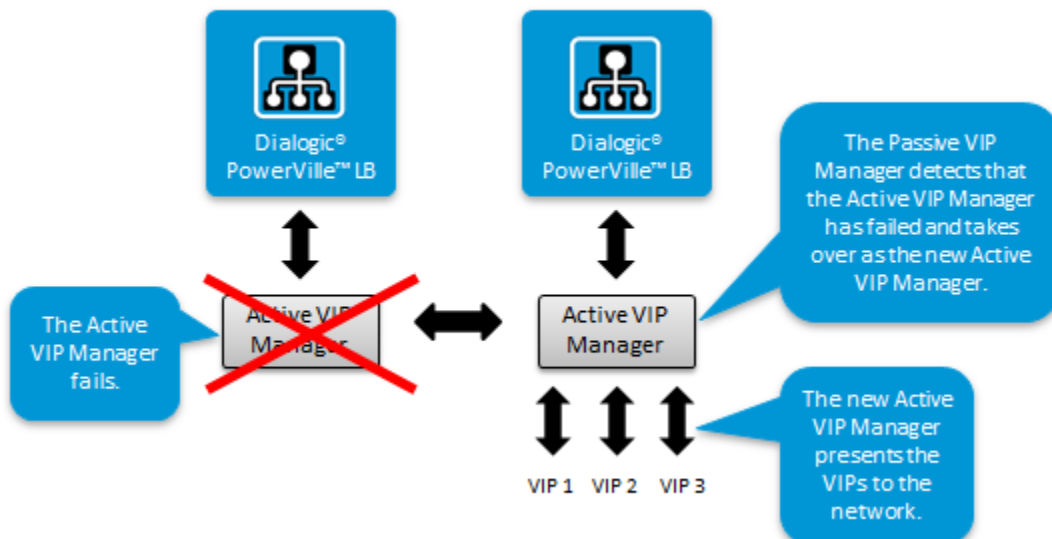 Dialogic®
PowerVille™ LB
Dialogic®
PowerVille™ LB
The Passive VIP
Manager detects that
the Active VIP Manager
has failed and takes
over as the new Active
VIP Manager.
The Active
VIP Manager
fails.
Active VIP
Manager
Active VIP
Manager
The new Active
VIP Manager
presents the
VIPs to the
network.
VIP 1
VIP 2
VIP 3